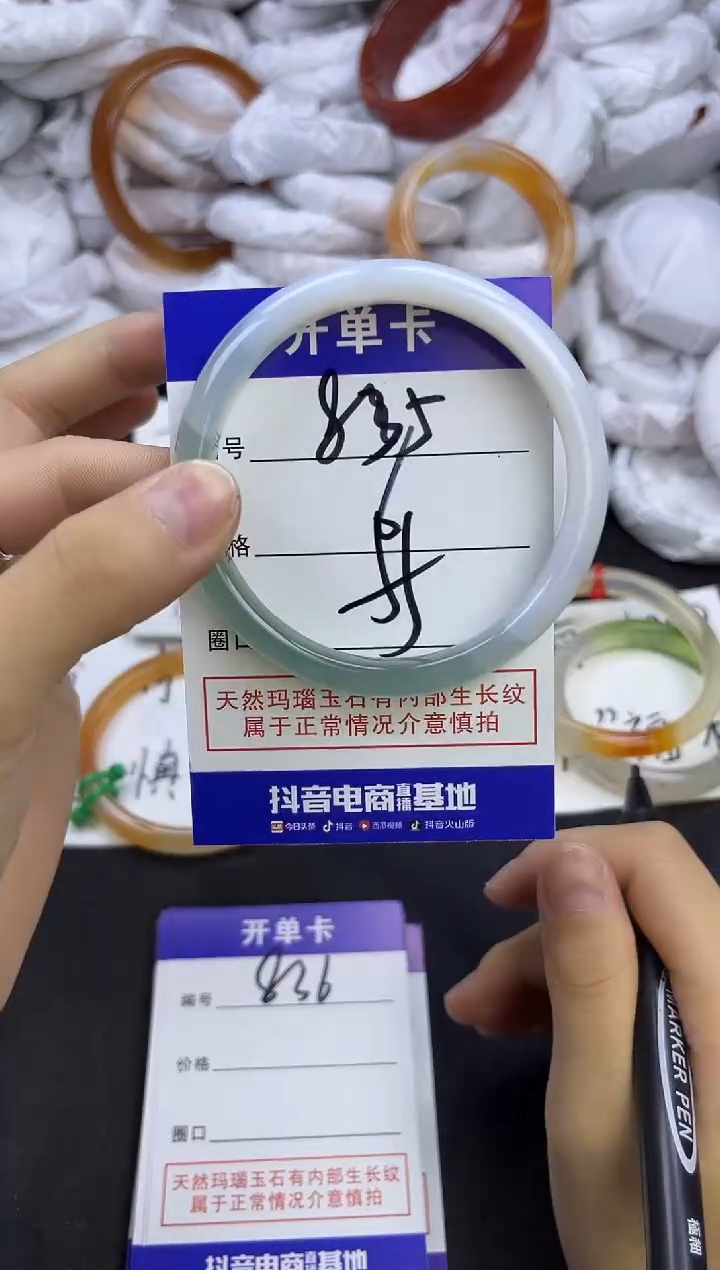 开单卡
835
号
格
圈口
天然玛瑙玉石有内部生长纹
属于正常情况介意慎拍
抖音电商直播基地
今日头条 抖音 西瓜视频 抖音火山版
慎
福
开单卡
编号 836
价格
圈口
天然玛瑙玉石有内部生长纹
属于正常情况介意慎拍
抖音电商直播基地
MARKER PEN